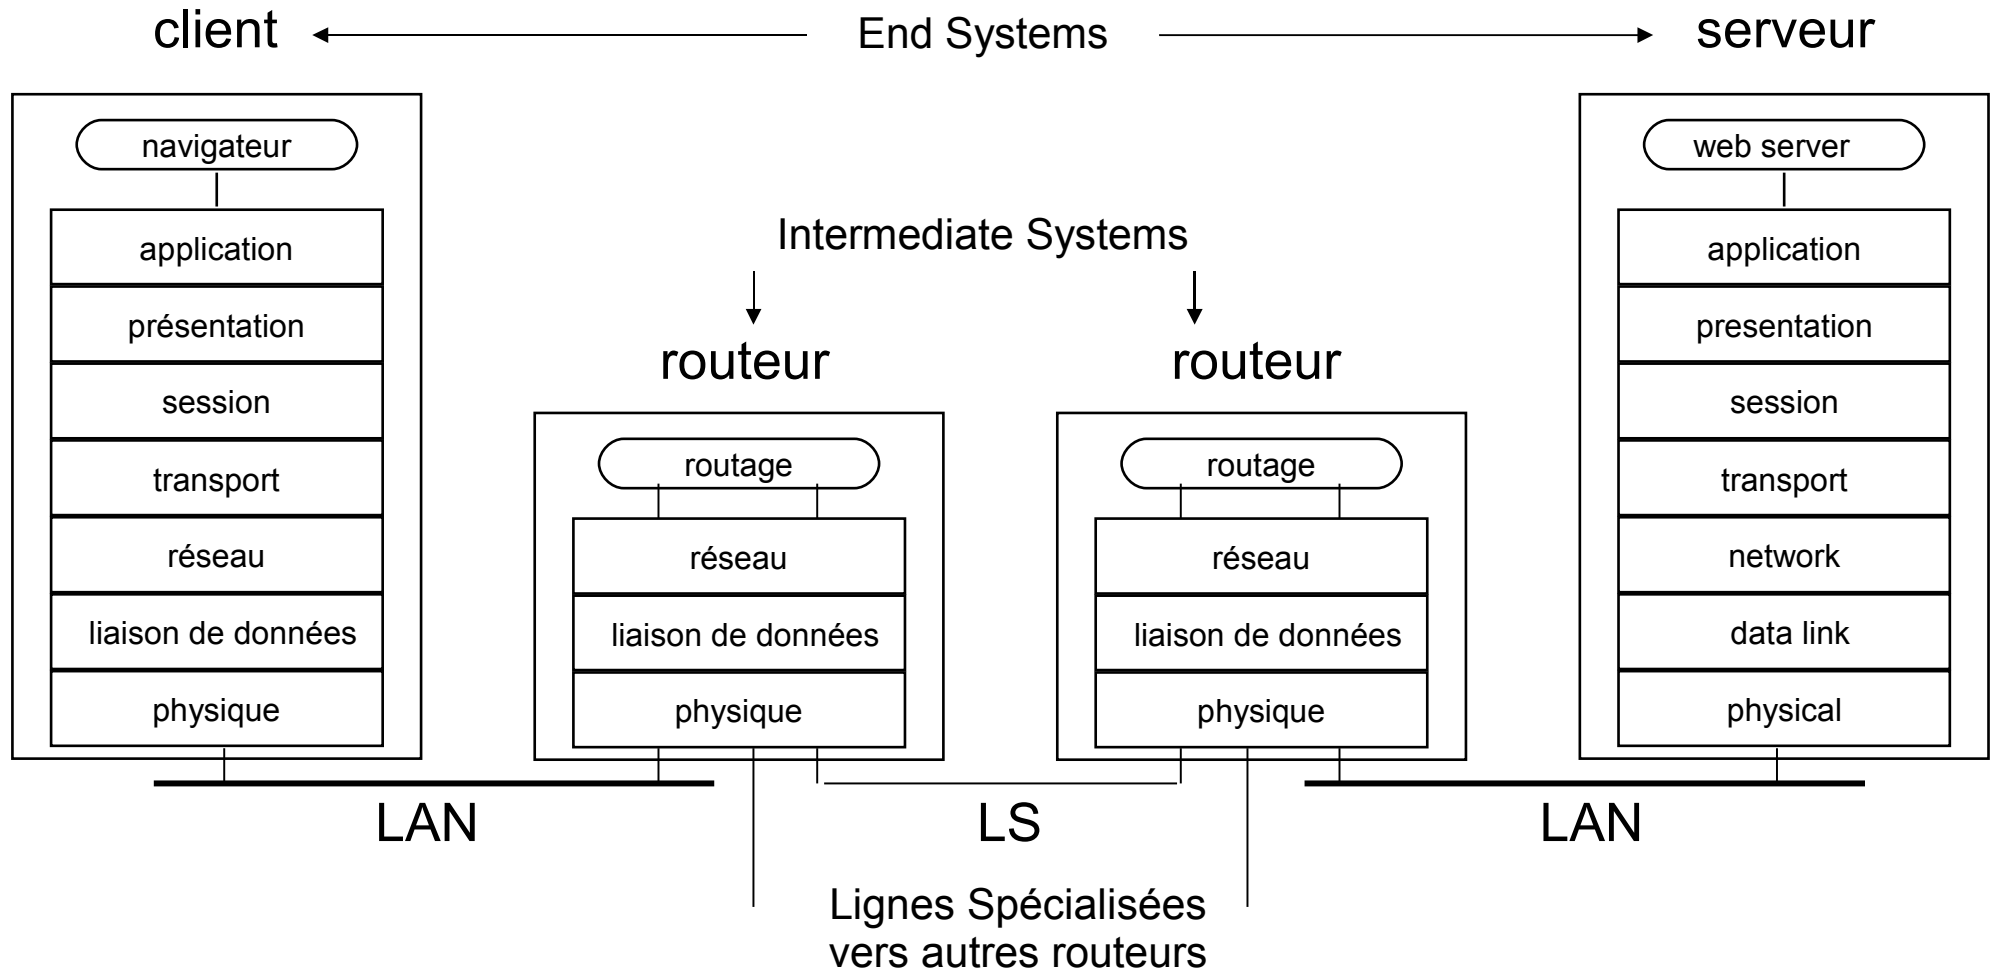 client
End Systems
serveur
navigateur
application
présentation
session
transport
réseau
liaison de données
physique
Intermediate Systems
routeur
routage
réseau
liaison de données
physique
routeur
routage
réseau
liaison de données
physique
web server
application
presentation
session
transport
network
data link
physical
LAN
LS
LAN
Lignes Spécialisées
vers autres routeurs